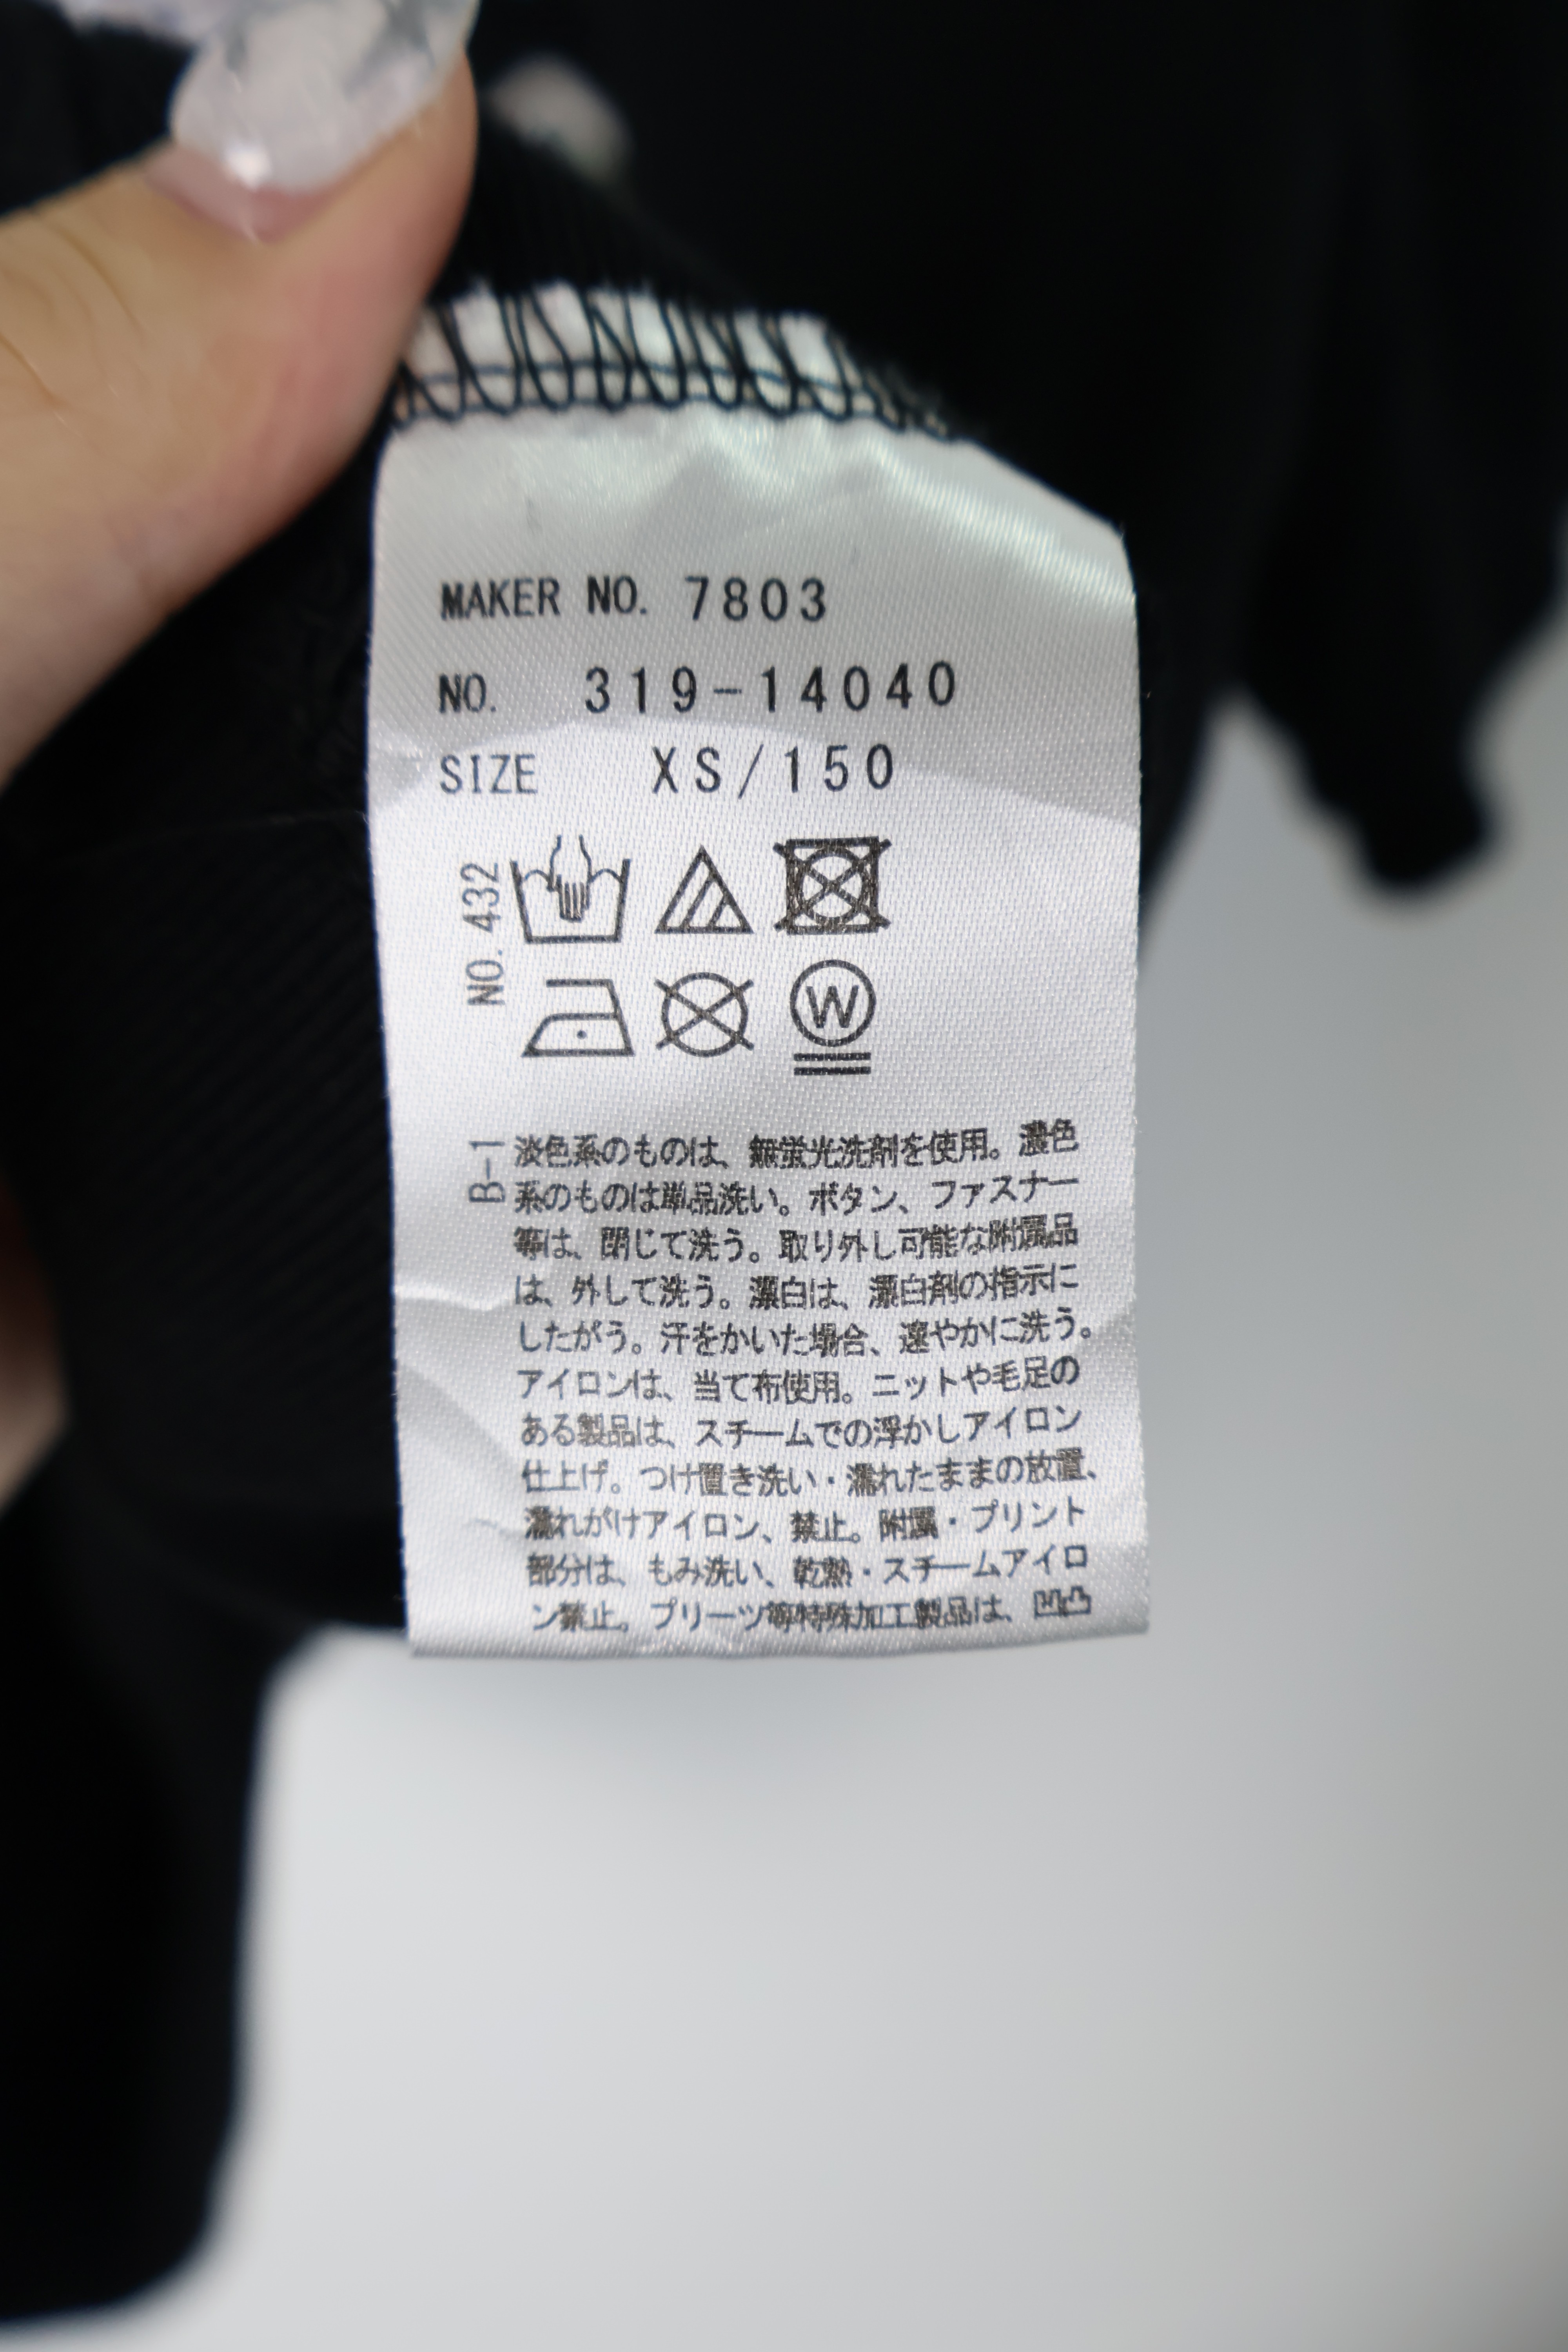 MAKER NO. 7803
NO. 319-14040
SIZE XS/150
NO. 432
W
B-1
淡色系のものは、無蛍光洗剤を使用。濃色
系のものは単品洗い。ボタン、ファスナー
等は、閉じて洗う。取り外し可能な附属品
は、外して洗う。漂白は、漂白剤の指示に
したがう。汗をかいた場合、速やかに洗う。
アイロンは、当て布使用。ニットや毛足の
ある製品は、スチームでの浮かしアイロン
仕上げ。つけ置き洗い・濡れたままの放置、
濡れがけアイロン、禁止。附属・プリント
部分は、もみ洗い、乾熱・スチームアイロ
ン禁止。プリーツ等特殊加工製品は、凹凸